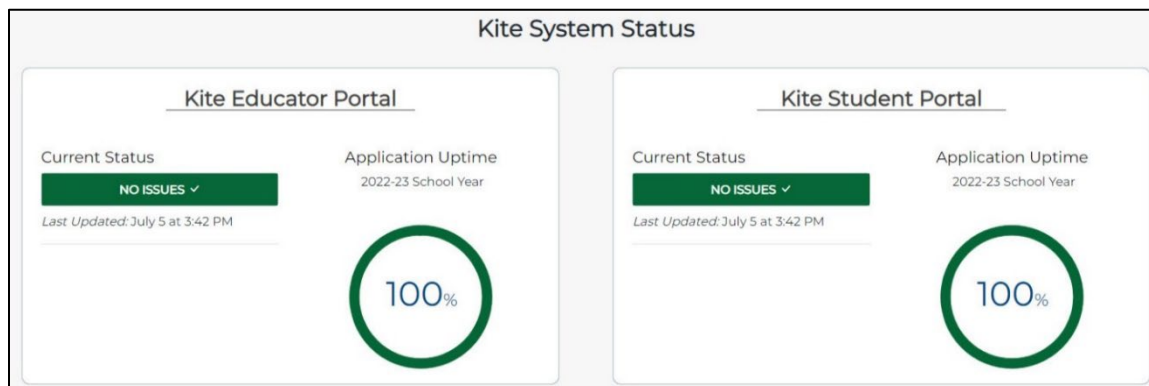 Kite System Status
Kite Educator Portal
Current Status
NO ISSUES ✓
Last Updated: July 5 at 3:42 PM
Application Uptime
2022-23 School Year
100%
Kite Student Portal
Current Status
NO ISSUES ✓
Last Updated: July 5 at 3:42 PM
Application Uptime
2022-23 School Year
100%